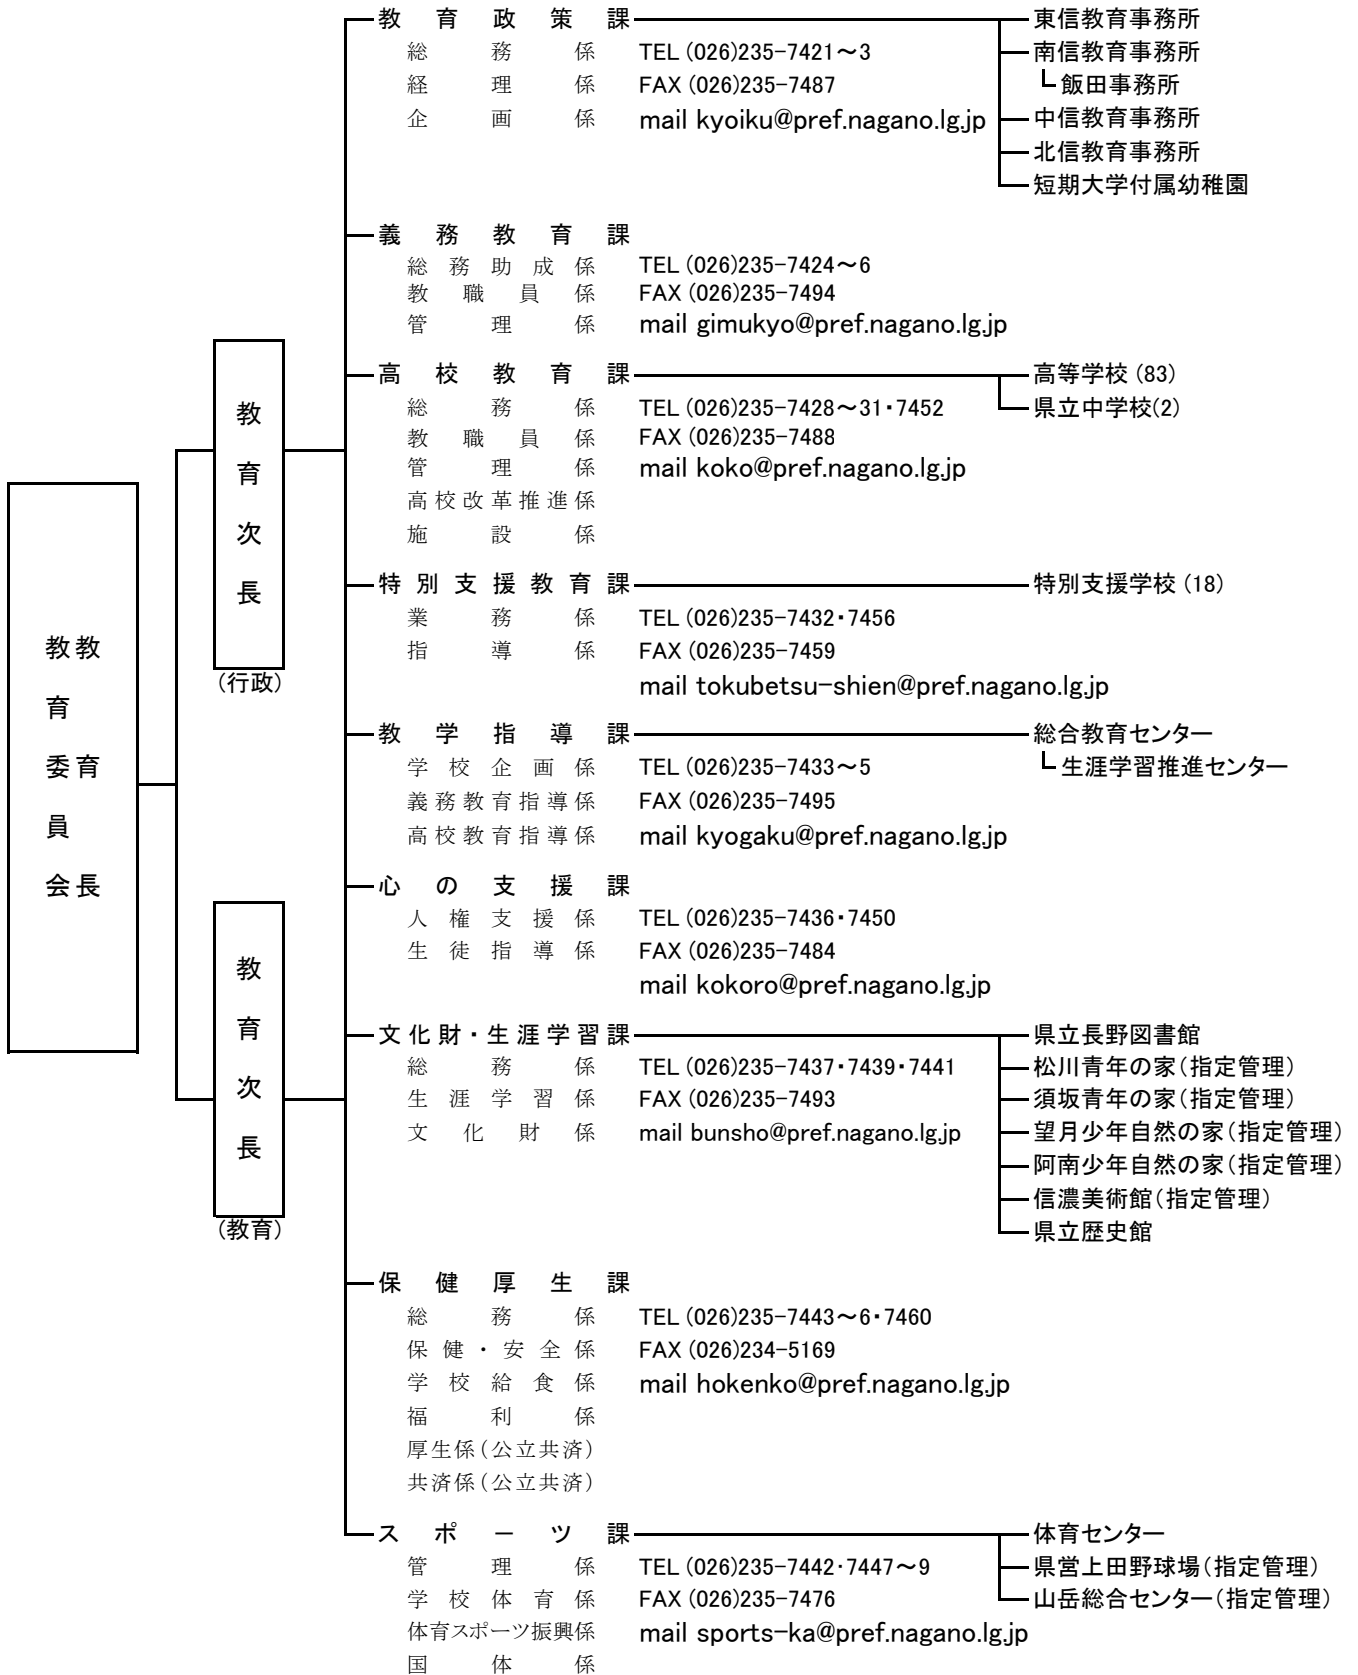 教育委員会
教育長
教育次長
(行政)
教育次長
(教育)
教育政策課
総務係 TEL (026)235-7421～3
経理係 FAX (026)235-7487
企画係 mail kyoiku@pref.nagano.lg.jp
東信教育事務所
南信教育事務所
飯田事務所
中信教育事務所
北信教育事務所
短期大学付属幼稚園
義務教育課
総務助成係 TEL (026)235-7424～6
教職員係 FAX (026)235-7494
管理係 mail gimukyo@pref.nagano.lg.jp
高校教育課
総務係 TEL (026)235-7428～31・7452
教職員係 FAX (026)235-7488
管理係 mail koko@pref.nagano.lg.jp
高校改革推進係
施設係
高等学校 (83)
県立中学校(2)
特別支援教育課 特別支援学校 (18)
業務係 TEL (026)235-7432・7456
指導係 FAX (026)235-7459
mail tokubetsu-shien@pref.nagano.lg.jp
教学指導課
学校企画係 TEL (026)235-7433～5
義務教育指導係 FAX (026)235-7495
高校教育指導係 mail kyogaku@pref.nagano.lg.jp
総合教育センター
生涯学習推進センター
心の支援課
人権支援係 TEL (026)235-7436・7450
生徒指導係 FAX (026)235-7484
mail kokoro@pref.nagano.lg.jp
文化財・生涯学習課
総務係 TEL (026)235-7437・7439・7441
生涯学習係 FAX (026)235-7493
文化財係 mail bunsho@pref.nagano.lg.jp
県立長野図書館
松川青年の家(指定管理)
須坂青年の家(指定管理)
望月少年自然の家(指定管理)
阿南少年自然の家(指定管理)
信濃美術館(指定管理)
県立歴史館
保健厚生課
総務係 TEL (026)235-7443～6・7460
保健・安全係 FAX (026)234-5169
学校給食係 mail hokenko@pref.nagano.lg.jp
福利係
厚生係(公立共済)
共済係(公立共済)
スポーツ課
管理係 TEL (026)235-7442・7447～9
学校体育係 FAX (026)235-7476
体育スポーツ振興係 mail sports-ka@pref.nagano.lg.jp
国体係
体育センター
県営上田野球場(指定管理)
山岳総合センター(指定管理)